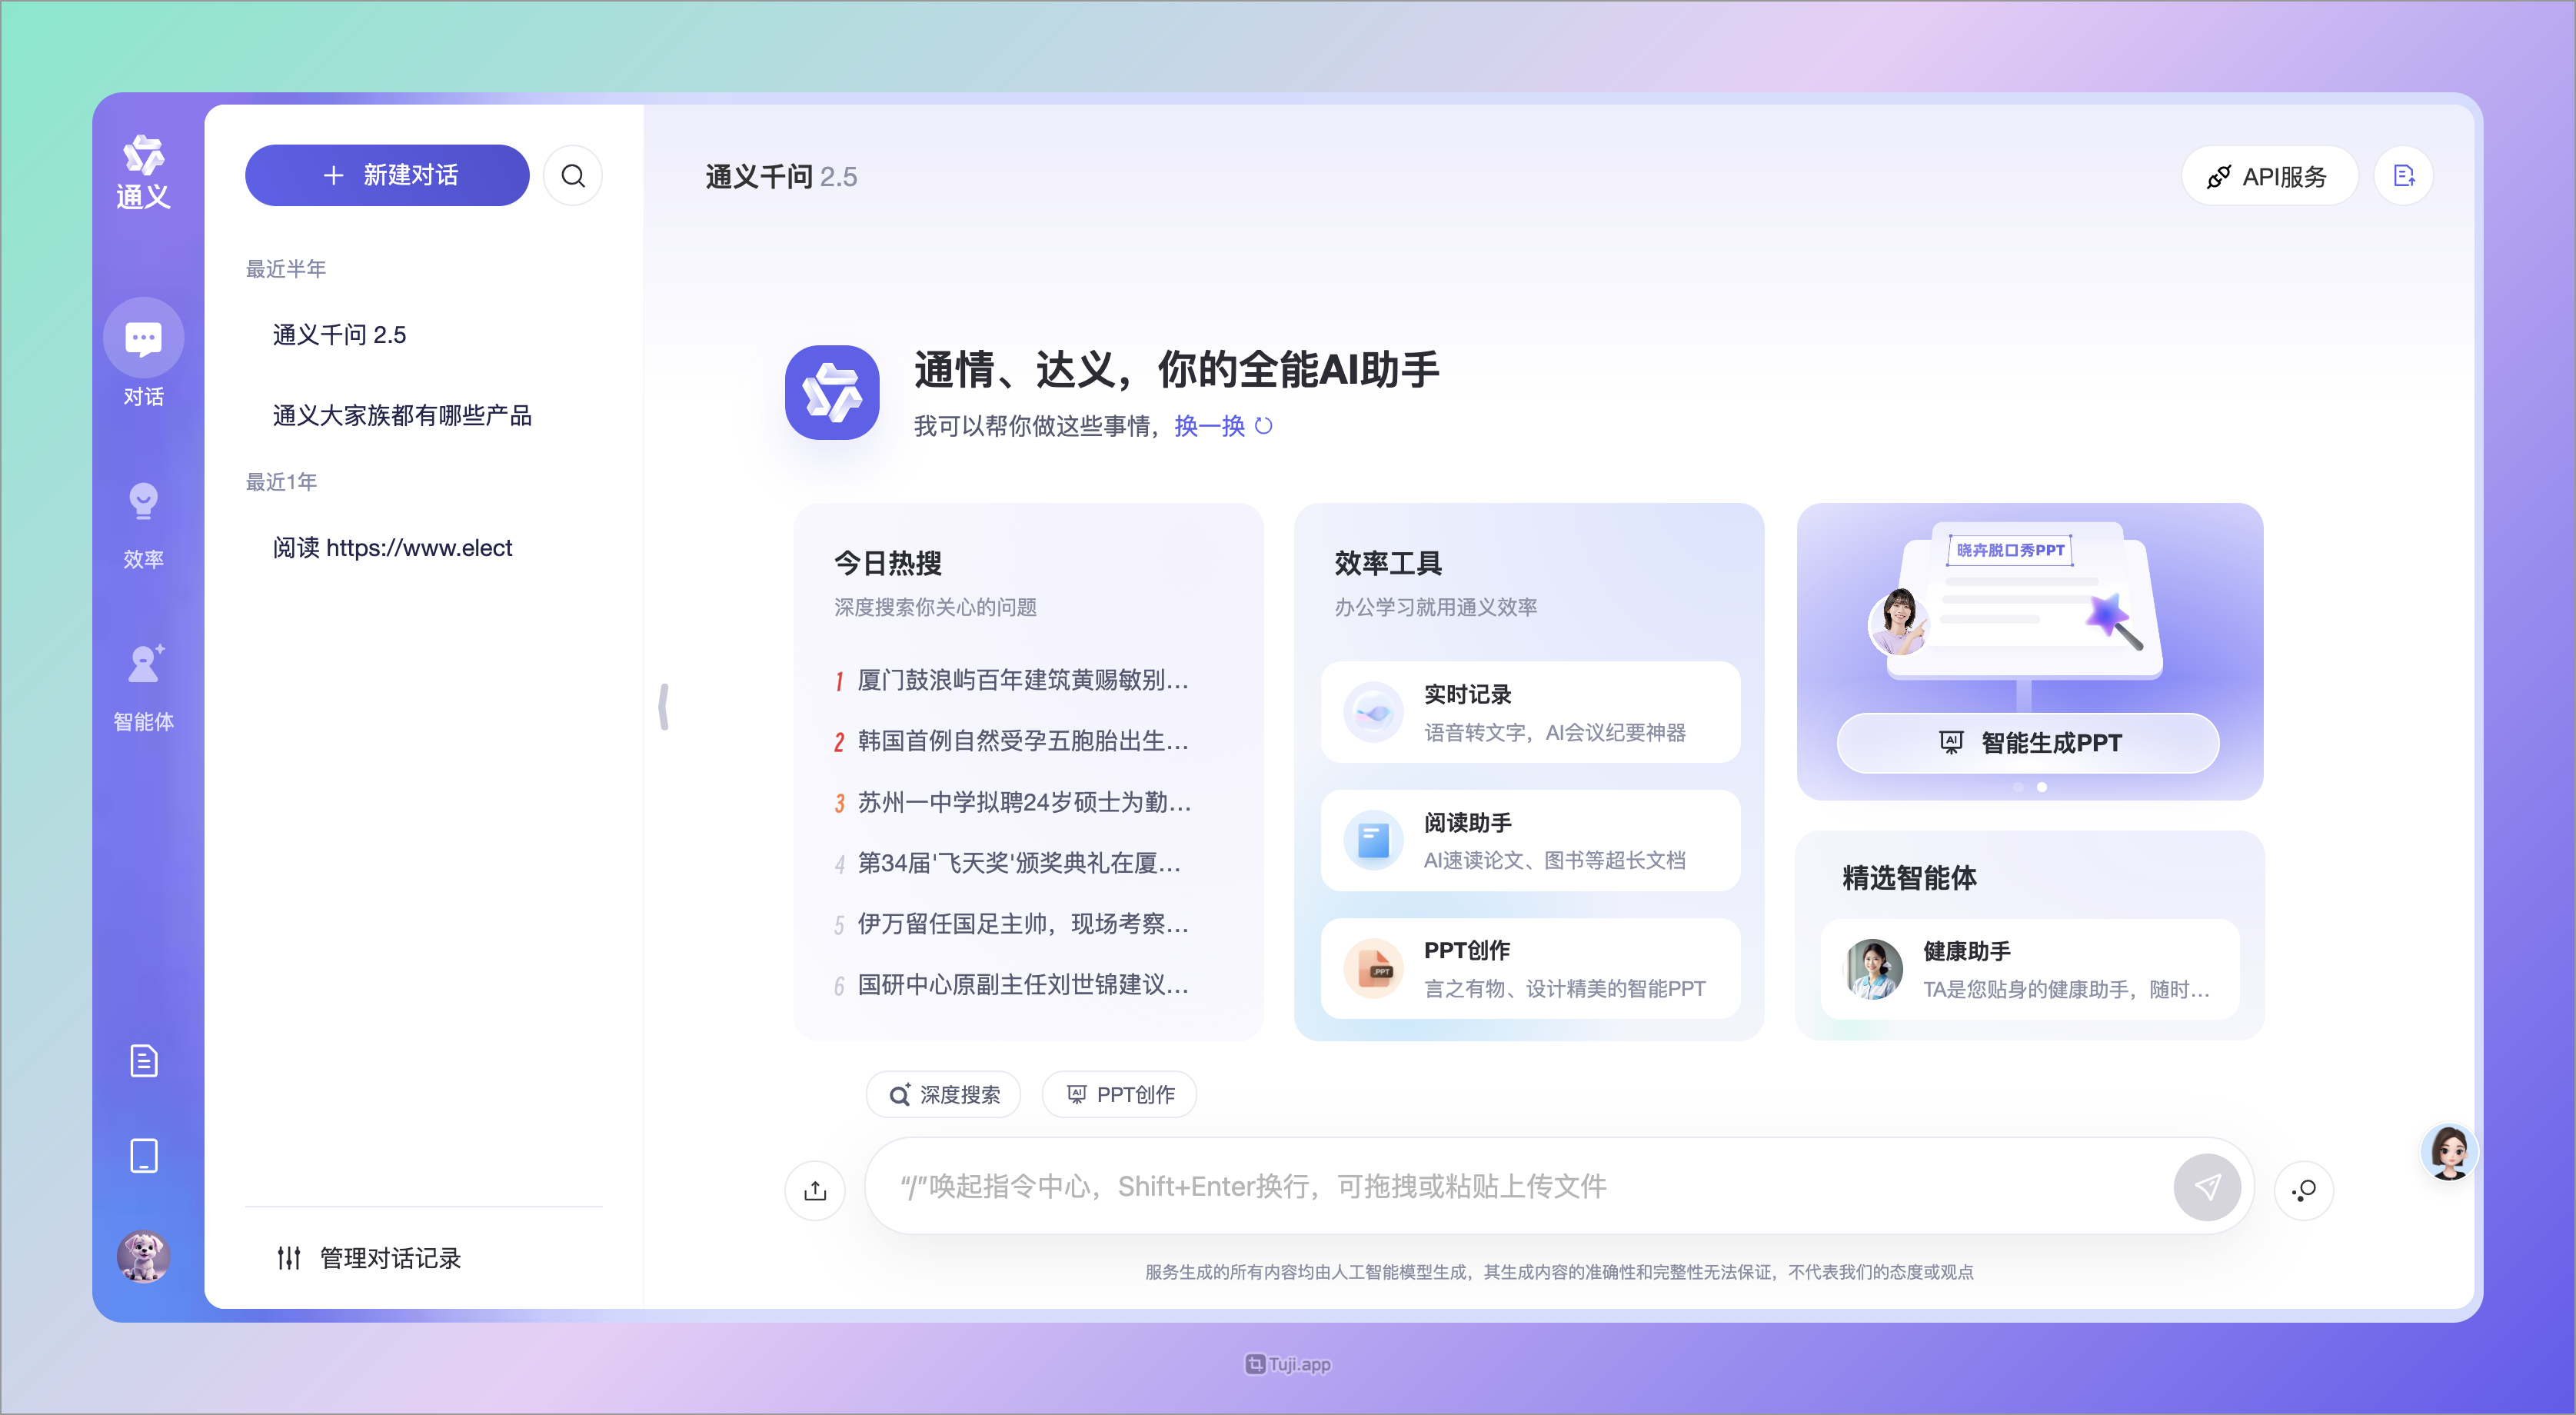 通义
对话
效率
智能体
新建对话
最近半年
通义千问 2.5
通义大家族都有哪些产品
最近1年
阅读 https://www.elect
管理对话记录
通义千问 2.5
API服务
通情、达义，你的全能AI助手
我可以帮你做这些事情，换一换
今日热搜
深度搜索你关心的问题
1 厦门鼓浪屿百年建筑黄赐敏别...
2 韩国首例自然受孕五胞胎出生...
3 苏州一中学拟聘24岁硕士为勤...
4 第34届'飞天奖'颁奖典礼在厦...
5 伊万留任国足主帅，现场考察...
6 国研中心原副主任刘世锦建议...
效率工具
办公学习就用通义效率
实时记录
语音转文字，AI会议纪要神器
阅读助手
AI速读论文、图书等超长文档
.PPT
PPT创作
言之有物、设计精美的智能PPT
晓卉脱口秀PPT
AI 智能生成PPT
精选智能体
健康助手
TA是您贴身的健康助手，随时...
深度搜索
AI PPT创作
“/”唤起指令中心，Shift+Enter换行，可拖拽或粘贴上传文件
服务生成的所有内容均由人工智能模型生成，其生成内容的准确性和完整性无法保证，不代表我们的态度或观点
Tuji.app